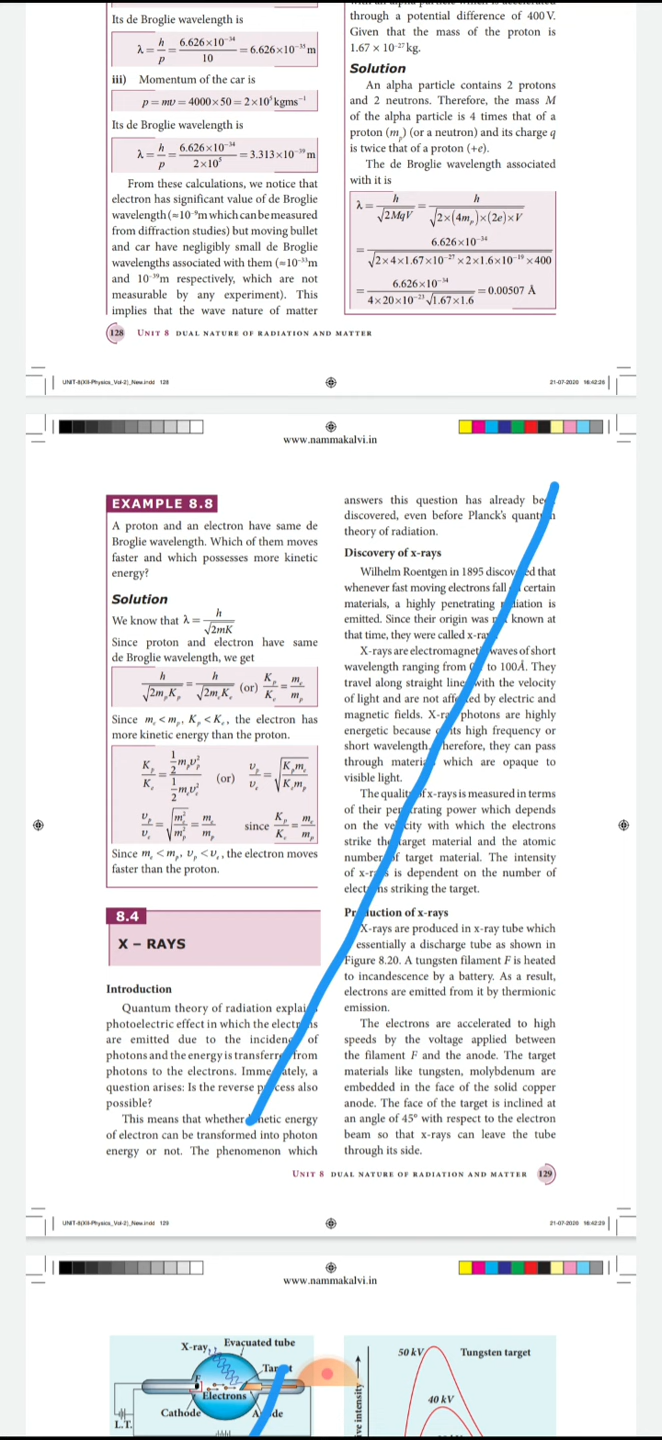 Its de Broglie wavelength is
λ = h/p = 6.626×10⁻³⁴/10 = 6.626×10⁻³⁵ m
iii) Momentum of the car is
p = mυ = 4000×50 = 2×10⁵ kgms⁻¹
Its de Broglie wavelength is
λ = h/p = 6.626×10⁻³⁴/2×10⁵ = 3.313×10⁻³⁹ m
From these calculations, we notice that
electron has significant value of de Broglie
wavelength (≈10⁻⁹m which can be measured
from diffraction studies) but moving bullet
and car have negligibly small de Broglie
wavelengths associated with them (≈10⁻³³m
and 10⁻³⁹m respectively, which are not
measurable by any experiment). This
implies that the wave nature of matter
through a potential difference of 400 V.
Given that the mass of the proton is
1.67 × 10⁻²⁷ kg.
Solution
An alpha particle contains 2 protons
and 2 neutrons. Therefore, the mass M
of the alpha particle is 4 times that of a
proton (mₚ) (or a neutron) and its charge q
is twice that of a proton (+e).
The de Broglie wavelength associated
with it is
λ = h/√2MqV = h/√2×(4mₚ)×(2e)×V
= 6.626×10⁻³⁴/√2×4×1.67×10⁻²⁷×2×1.6×10⁻¹⁹×400
= 6.626×10⁻³⁴/4×20×10⁻²³√1.67×1.6 = 0.00507 Å
128 UNIT 8 DUAL NATURE OF RADIATION AND MATTER
UNIT-8(XII-Physics_Vol-2)_New.indd 128 21-07-2020 16:42:28
www.nammakalvi.in
EXAMPLE 8.8
A proton and an electron have same de
Broglie wavelength. Which of them moves
faster and which possesses more kinetic
energy?
Solution
We know that λ = h/√2mK
Since proton and electron have same
de Broglie wavelength, we get
h/√2mₚKₚ = h/√2mₑKₑ (or) Kₚ/Kₑ = mₑ/mₚ
Since mₑ < mₚ, Kₚ < Kₑ, the electron has
more kinetic energy than the proton.
Kₚ/Kₑ = ½mₚυₚ²/½mₑυₑ² (or) υₚ/υₑ = √Kₚmₑ/Kₑmₚ
υₚ/υₑ = √mₑ²/mₚ² = mₑ/mₚ since Kₚ/Kₑ = mₑ/mₚ
Since mₑ < mₚ, υₚ < υₑ, the electron moves
faster than the proton.
8.4
X – RAYS
Introduction
Quantum theory of radiation explai
photoelectric effect in which the electr ns
are emitted due to the inciden of
photons and the energy is transferre from
photons to the electrons. Imme ately, a
question arises: Is the reverse p cess also
possible?
This means that whether netic energy
of electron can be transformed into photon
energy or not. The phenomenon which
answers this question has already be
discovered, even before Planck's quant n
theory of radiation.
Discovery of x-rays
Wilhelm Roentgen in 1895 discov ed that
whenever fast moving electrons fall certain
materials, a highly penetrating diation is
emitted. Since their origin was n known at
that time, they were called x-ra
X-rays are electromagnet waves of short
wavelength ranging from to 100Å. They
travel along straight line with the velocity
of light and are not affe ed by electric and
magnetic fields. X-ra photons are highly
energetic because its high frequency or
short wavelength. herefore, they can pass
through materia which are opaque to
visible light.
The qualit f x-rays is measured in terms
of their pe trating power which depends
on the ve city with which the electrons
strike the target material and the atomic
number of target material. The intensity
of x-r s is dependent on the number of
elect ns striking the target.
Pr duction of x-rays
X-rays are produced in x-ray tube which
essentially a discharge tube as shown in
Figure 8.20. A tungsten filament F is heated
to incandescence by a battery. As a result,
electrons are emitted from it by thermionic
emission.
The electrons are accelerated to high
speeds by the voltage applied between
the filament F and the anode. The target
materials like tungsten, molybdenum are
embedded in the face of the solid copper
anode. The face of the target is inclined at
an angle of 45° with respect to the electron
beam so that x-rays can leave the tube
through its side.
UNIT 8 DUAL NATURE OF RADIATION AND MATTER 129
UNIT-8(XII-Physics_Vol-2)_New.indd 129 21-07-2020 16:42:29
www.nammakalvi.in
X-ray
Evacuated tube
Tar t
F
Electrons
Cathode
A de
L.T.
50 kV
Tungsten target
40 kV
ve intensity